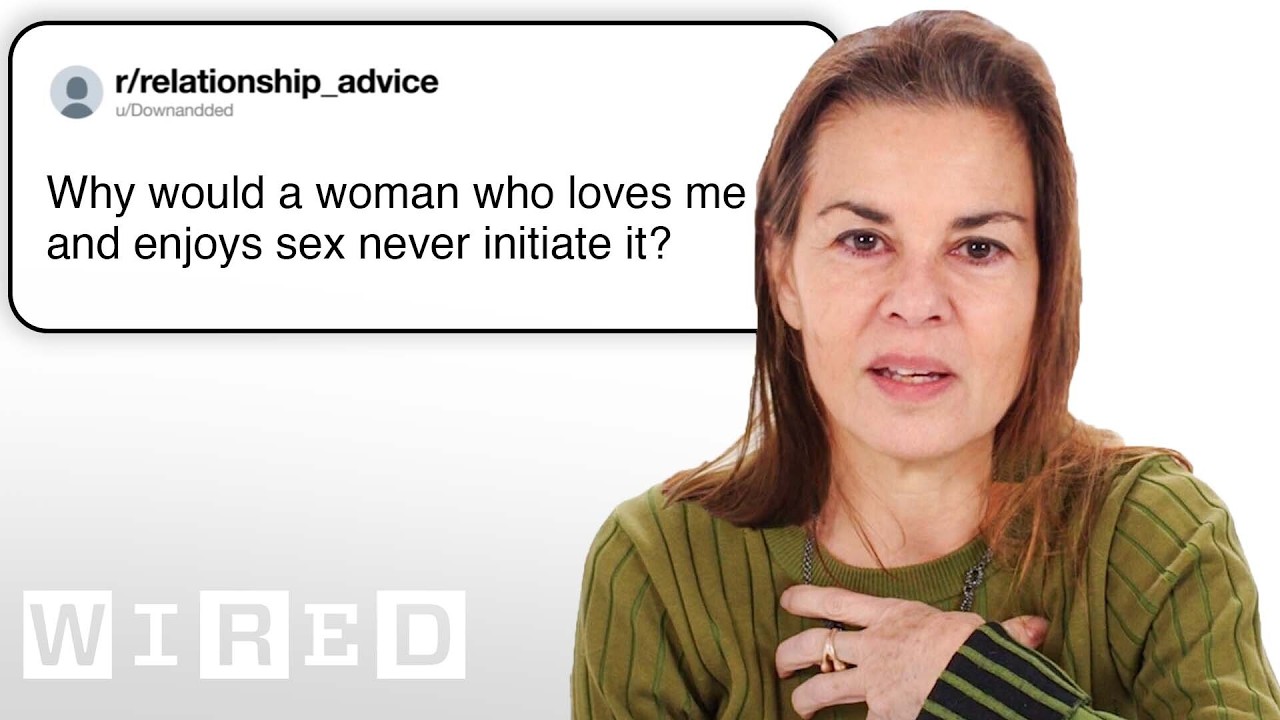 r/relationship_advice
u/Downandded
Why would a woman who loves me
and enjoys sex never initiate it?
WIRED